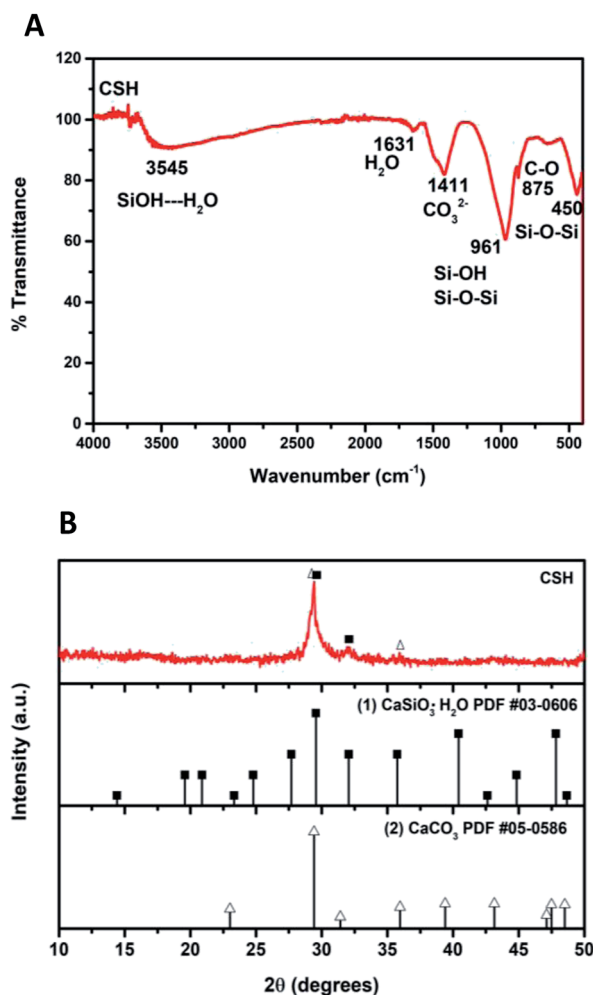 A
120
CSH
100
1631
3545
H₂O
C-O
80
1411
875
SiOH---H₂O
CO₃²⁻
450
961
Si-O-Si
60
Si-OH
Si-O-Si
40
20
0
% Transmittance
4000 3500 3000 2500 2000 1500 1000 500
Wavenumber (cm⁻¹)
B
CSH
(1) CaSiO₃·H₂O PDF #03-0606
(2) CaCO₃ PDF #05-0586
Intensity (a.u.)
10 15 20 25 30 35 40 45 50
2θ (degrees)